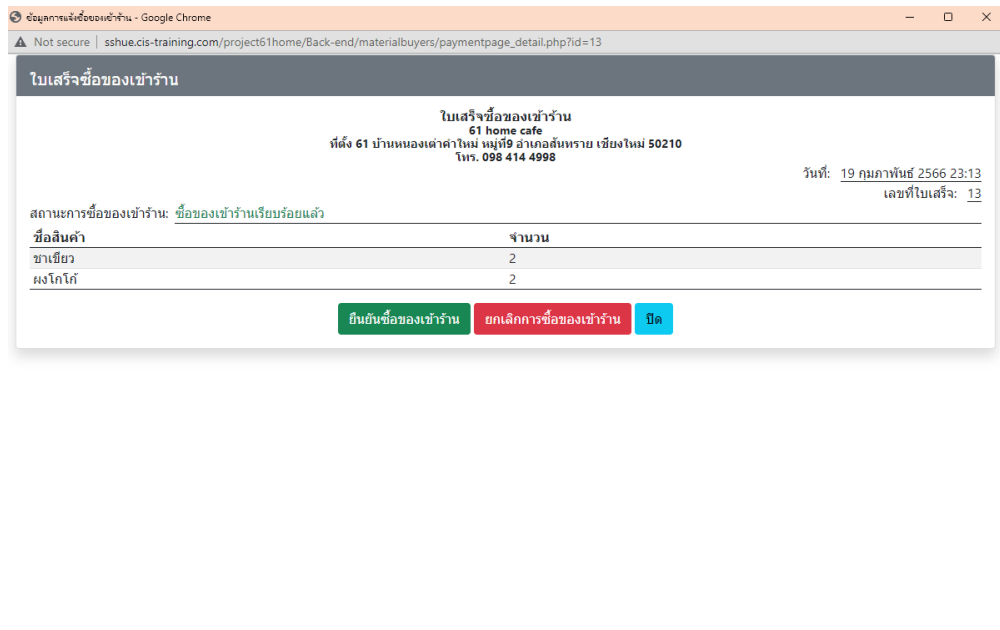 ข้อมูลการแจ้งซื้อของเข้าร้าน - Google Chrome
Not secure | sshue.cis-training.com/project61home/Back-end/materialbuyers/paymentpage_detail.php?id=13
ใบเสร็จซื้อของเข้าร้าน
ใบเสร็จซื้อของเข้าร้าน
61 home cafe
ที่ตั้ง 61 บ้านหนองเต่าคำใหม่ หมู่ที่9 อำเภอสันทราย เชียงใหม่ 50210
โทร. 098 414 4998
วันที่: 19 กุมภาพันธ์ 2566 23:13
เลขที่ใบเสร็จ: 13
สถานะการซื้อของเข้าร้าน: ซื้อของเข้าร้านเรียบร้อยแล้ว
ชื่อสินค้า จำนวน
ชาเขียว 2
ผงโกโก้ 2
ยืนยันซื้อของเข้าร้าน ยกเลิกการซื้อของเข้าร้าน ปิด